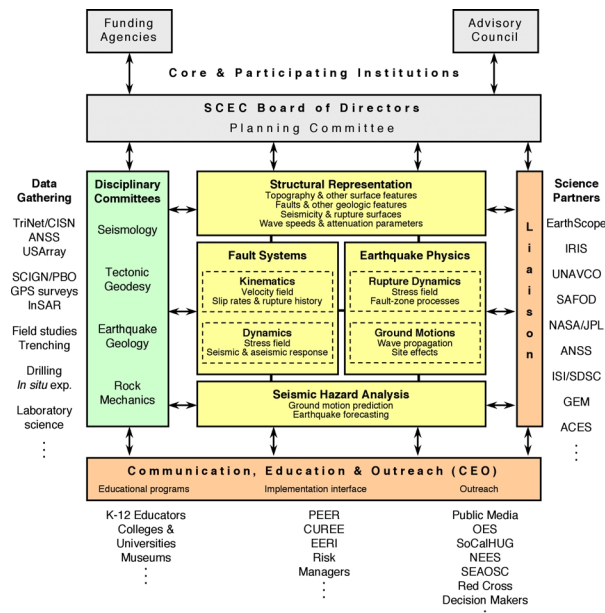 Funding
Agencies
Advisory
Council
Core & Participating Institutions
SCEC Board of Directors
Planning Committee
Data
Gathering
TriNet/CISN
ANSS
USArray
SCIGN/PBO
GPS surveys
InSAR
Field studies
Trenching
Drilling
In situ exp.
Laboratory
science
Disciplinary
Committees
Seismology
Tectonic
Geodesy
Earthquake
Geology
Rock
Mechanics
Structural Representation
Topography & other surface features
Faults & other geologic features
Seismicity & rupture surfaces
Wave speeds & attenuation parameters
Fault Systems
Kinematics
Velocity field
Slip rates & rupture history
Dynamics
Stress field
Seismic & aseismic response
Earthquake Physics
Rupture Dynamics
Stress field
Fault-zone processes
Ground Motions
Wave propagation
Site effects
Seismic Hazard Analysis
Ground motion prediction
Earthquake forecasting
Liaison
Science
Partners
EarthScope
IRIS
UNAVCO
SAFOD
NASA/JPL
ANSS
ISI/SDSC
GEM
ACES
Communication, Education & Outreach (CEO)
Educational programs
Implementation interface
Outreach
K-12 Educators
Colleges &
Universities
Museums
PEER
CUREE
EERI
Risk
Managers
Public Media
OES
SoCalHUG
NEES
SEAOSC
Red Cross
Decision Makers